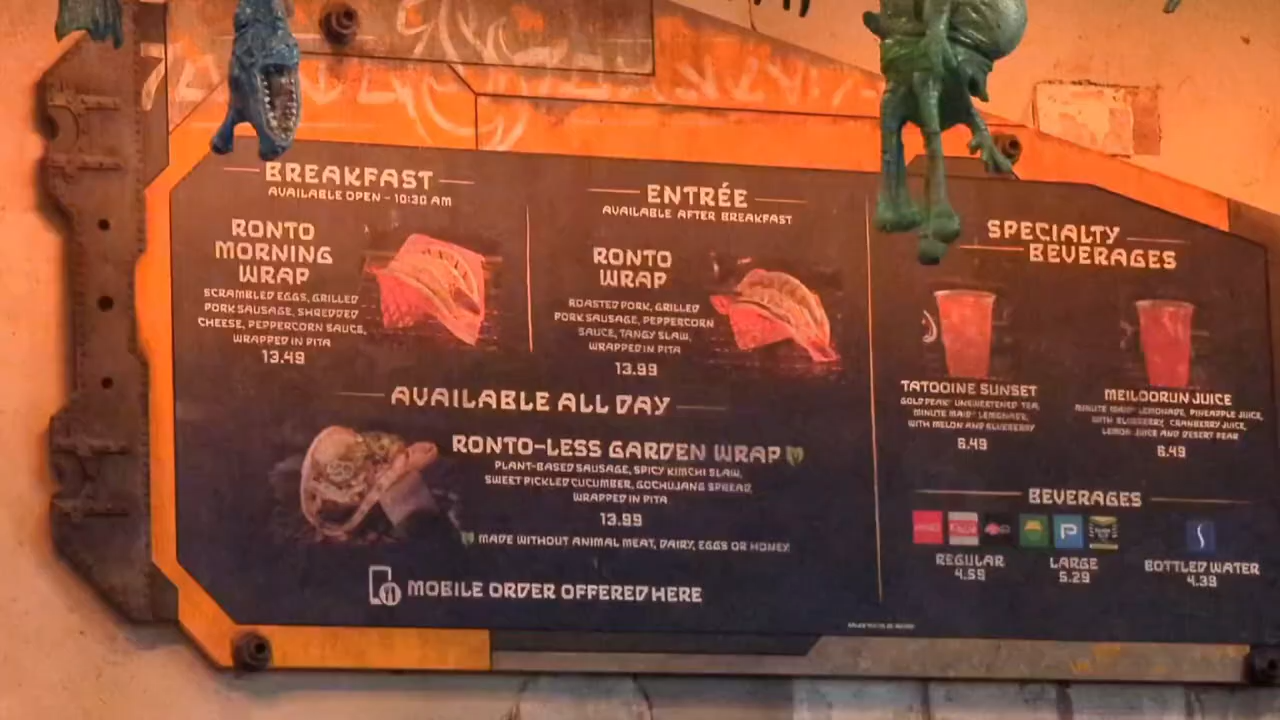 BREAKFAST
AVAILABLE OPEN - 10:30 AM
RONTO
MORNING
WRAP
SCRAMBLED EGGS, GRILLED
PORK SAUSAGE, SHREDDED
CHEESE, PEPPERCORN SAUCE,
WRAPPED IN PITA
13.49
ENTRÉE
AVAILABLE AFTER BREAKFAST
RONTO
WRAP
ROASTED PORK, GRILLED
PORK SAUSAGE, PEPPERCORN
SAUCE, TANGY SLAW,
WRAPPED IN PITA
13.99
AVAILABLE ALL DAY
RONTO-LESS GARDEN WRAP
PLANT-BASED SAUSAGE, SPICY KIMCHI SLAW,
SWEET PICKLED CUCUMBER, GOCHUJANG SPREAD,
WRAPPED IN PITA
13.99
MADE WITHOUT ANIMAL MEAT, DAIRY, EGGS OR HONEY
MOBILE ORDER OFFERED HERE
SPECIALTY
BEVERAGES
TATOOINE SUNSET
GOLD PEAK® UNSWEETENED TEA,
MINUTE MAID® LEMONADE,
WITH MELON AND BLUEBERRY
6.49
MEILOORUN JUICE
MINUTE MAID® LEMONADE, PINEAPPLE JUICE,
WITH BLUEBERRY, CRANBERRY JUICE,
LEMON JUICE AND DESERT PEAR
6.49
BEVERAGES
REGULAR
4.59
LARGE
5.29
BOTTLED WATER
4.39